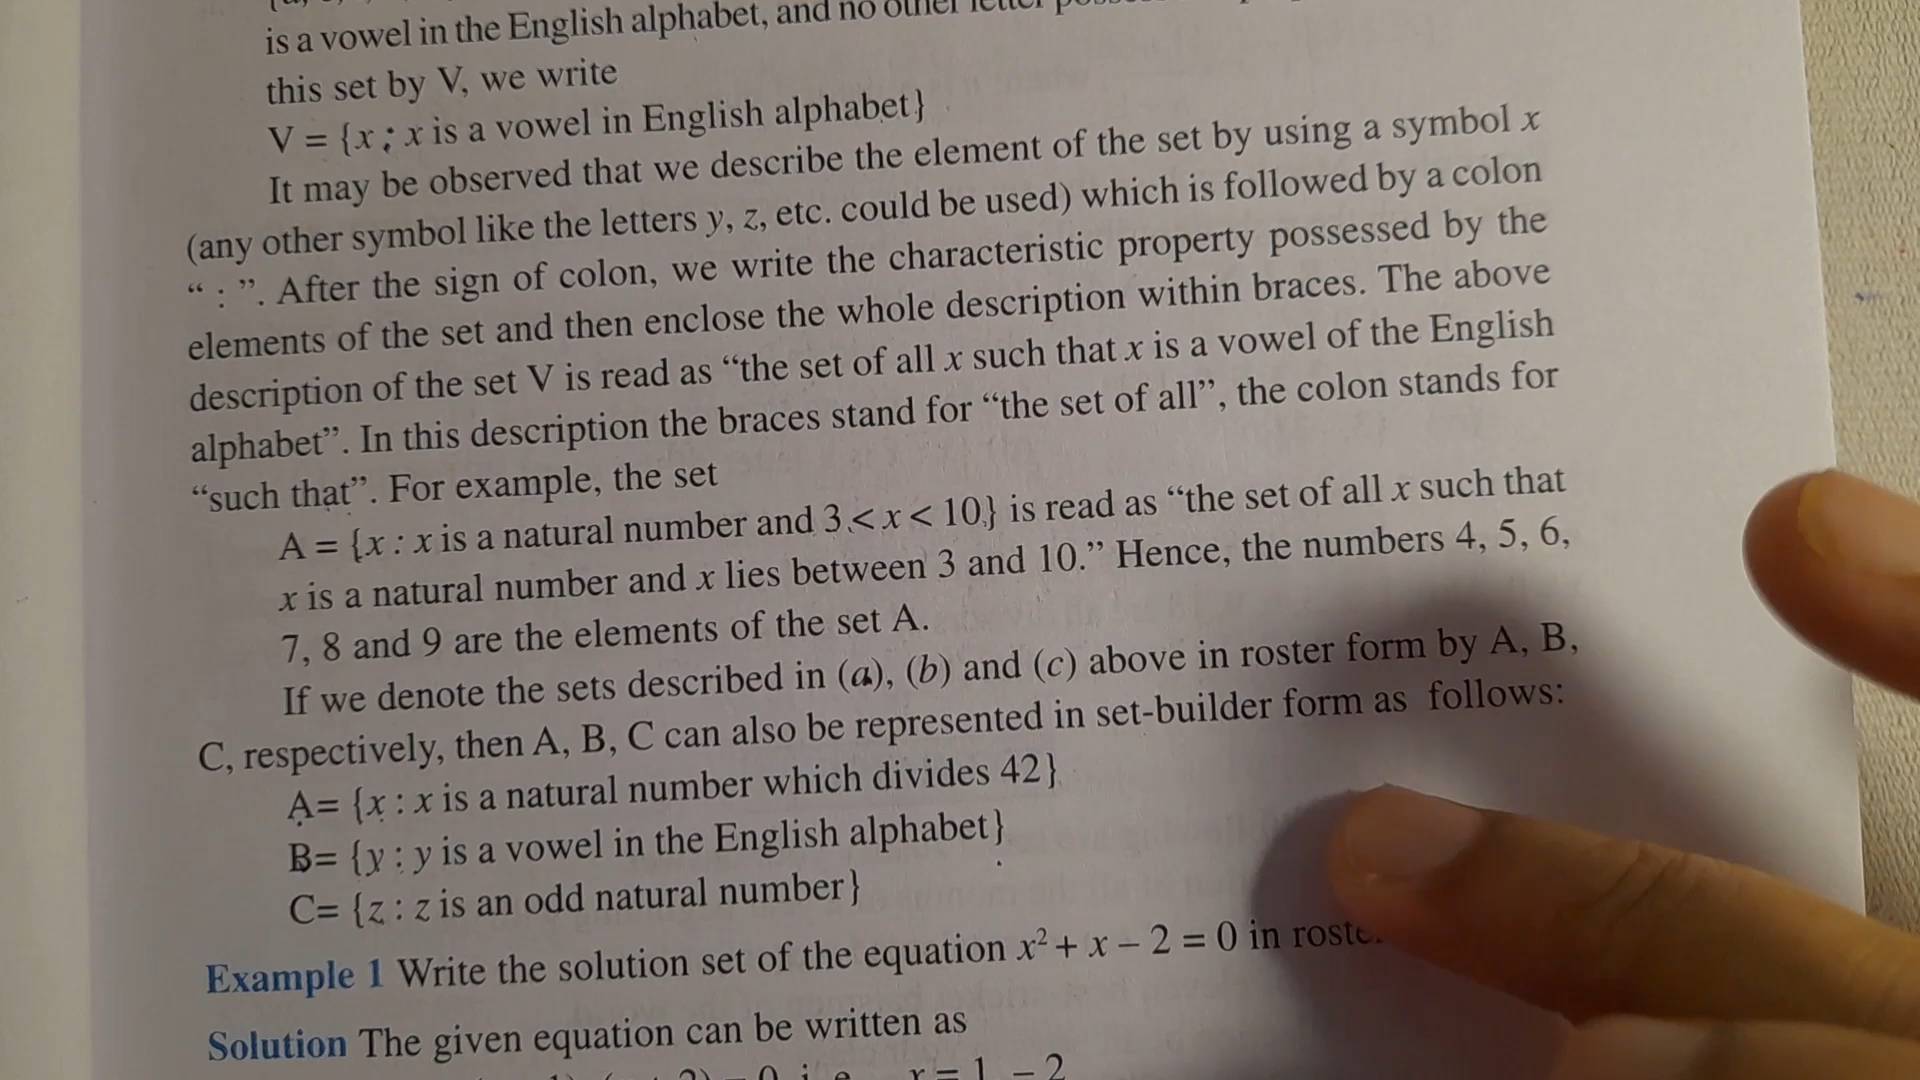 is a vowel in the English alphabet, and no other letter
this set by V, we write
V = {x : x is a vowel in English alphabet}
It may be observed that we describe the element of the set by using a symbol x
(any other symbol like the letters y, z, etc. could be used) which is followed by a colon
“ : ”. After the sign of colon, we write the characteristic property possessed by the
elements of the set and then enclose the whole description within braces. The above
description of the set V is read as “the set of all x such that x is a vowel of the English
alphabet”. In this description the braces stand for “the set of all”, the colon stands for
“such that”. For example, the set
A = {x : x is a natural number and 3 < x < 10} is read as “the set of all x such that
x is a natural number and x lies between 3 and 10.” Hence, the numbers 4, 5, 6,
7, 8 and 9 are the elements of the set A.
If we denote the sets described in (a), (b) and (c) above in roster form by A, B,
C, respectively, then A, B, C can also be represented in set-builder form as follows:
A= {x : x is a natural number which divides 42}
B= {y : y is a vowel in the English alphabet}
C= {z : z is an odd natural number}
Example 1 Write the solution set of the equation x² + x – 2 = 0 in
Solution The given equation can be written as
x = 1, – 2